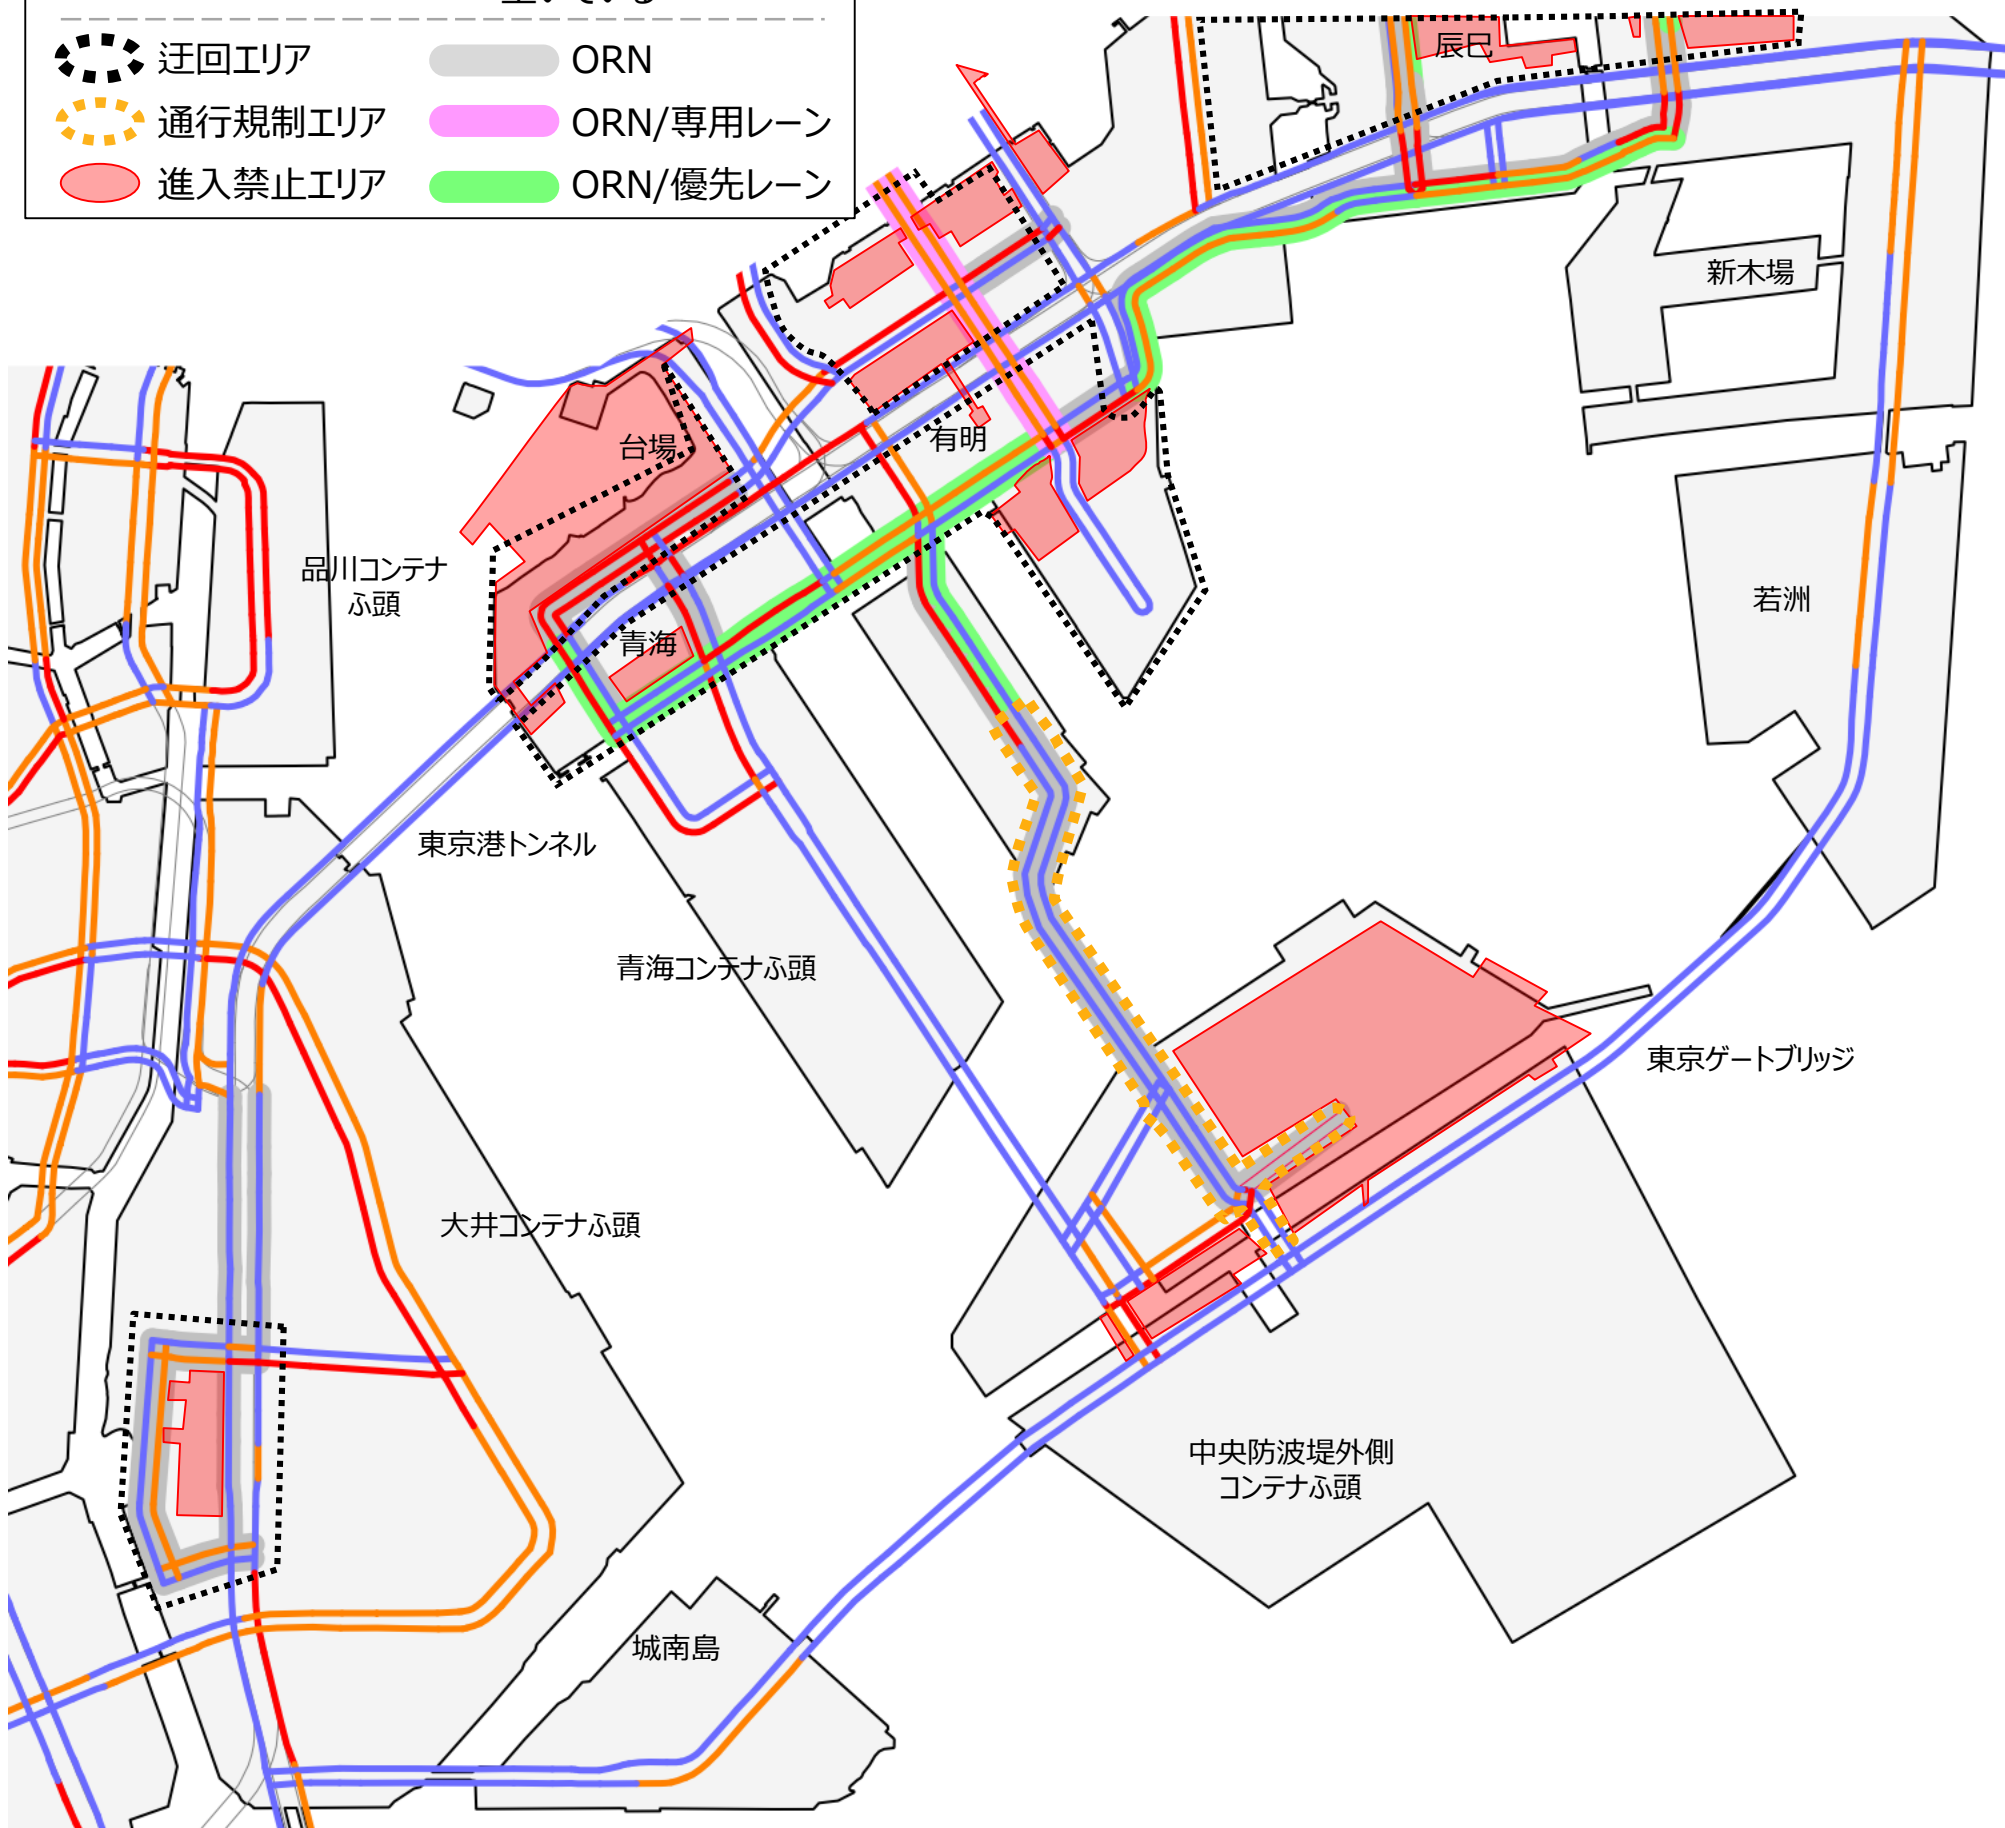 空いている
迂回エリア
ORN
通行規制エリア
ORN/専用レーン
進入禁止エリア
ORN/優先レーン
辰巳
新木場
有明
台場
品川コンテナ
ふ頭
青海
若洲
東京港トンネル
青海コンテナふ頭
東京ゲートブリッジ
大井コンテナふ頭
中央防波堤外側
コンテナふ頭
城南島